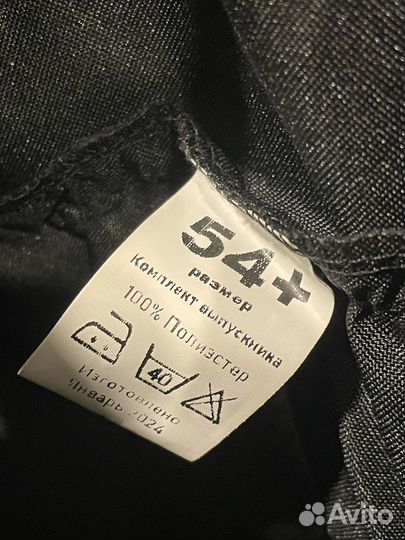 54+
размер
Комплект выпускника
100% Полиэстер
40
Изготовлено
Январь 2024
Avito